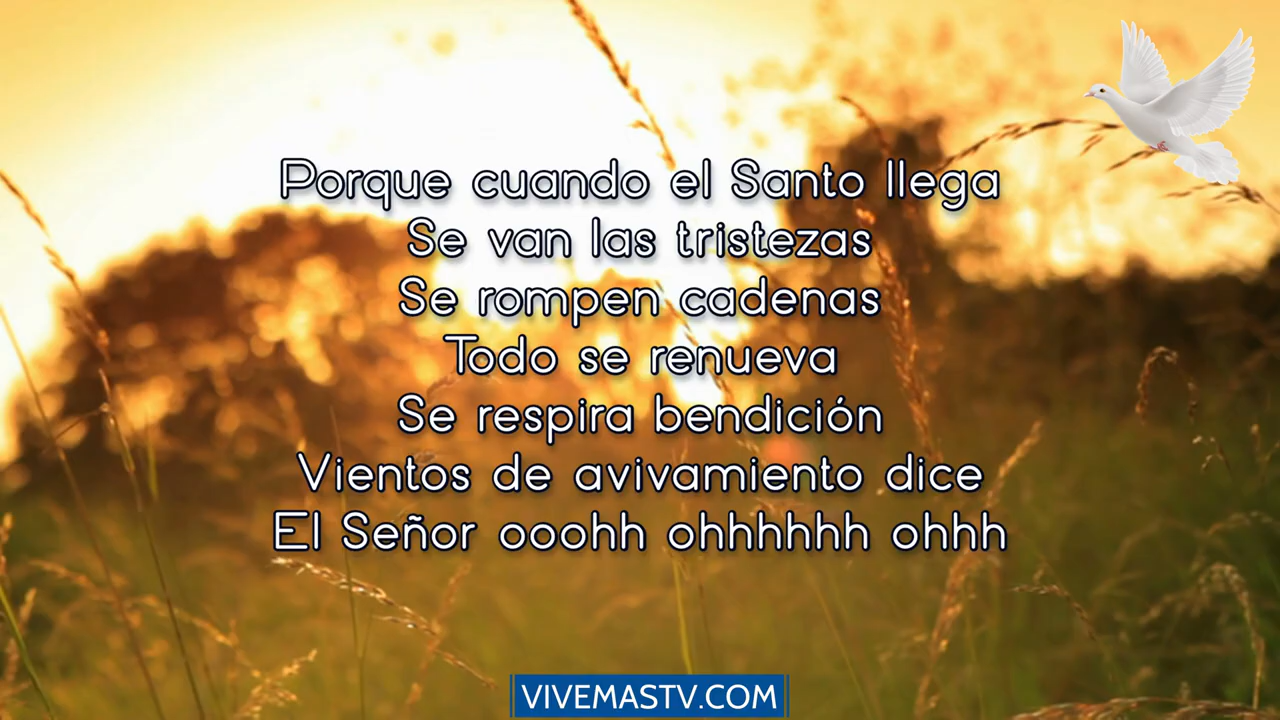 Porque cuando el Santo llega
Se van las tristezas
Se rompen cadenas
Todo se renueva
Se respira bendición
Vientos de avivamiento dice
El Señor ooohh ohhhhhh ohhh
VIVEMASTV.COM